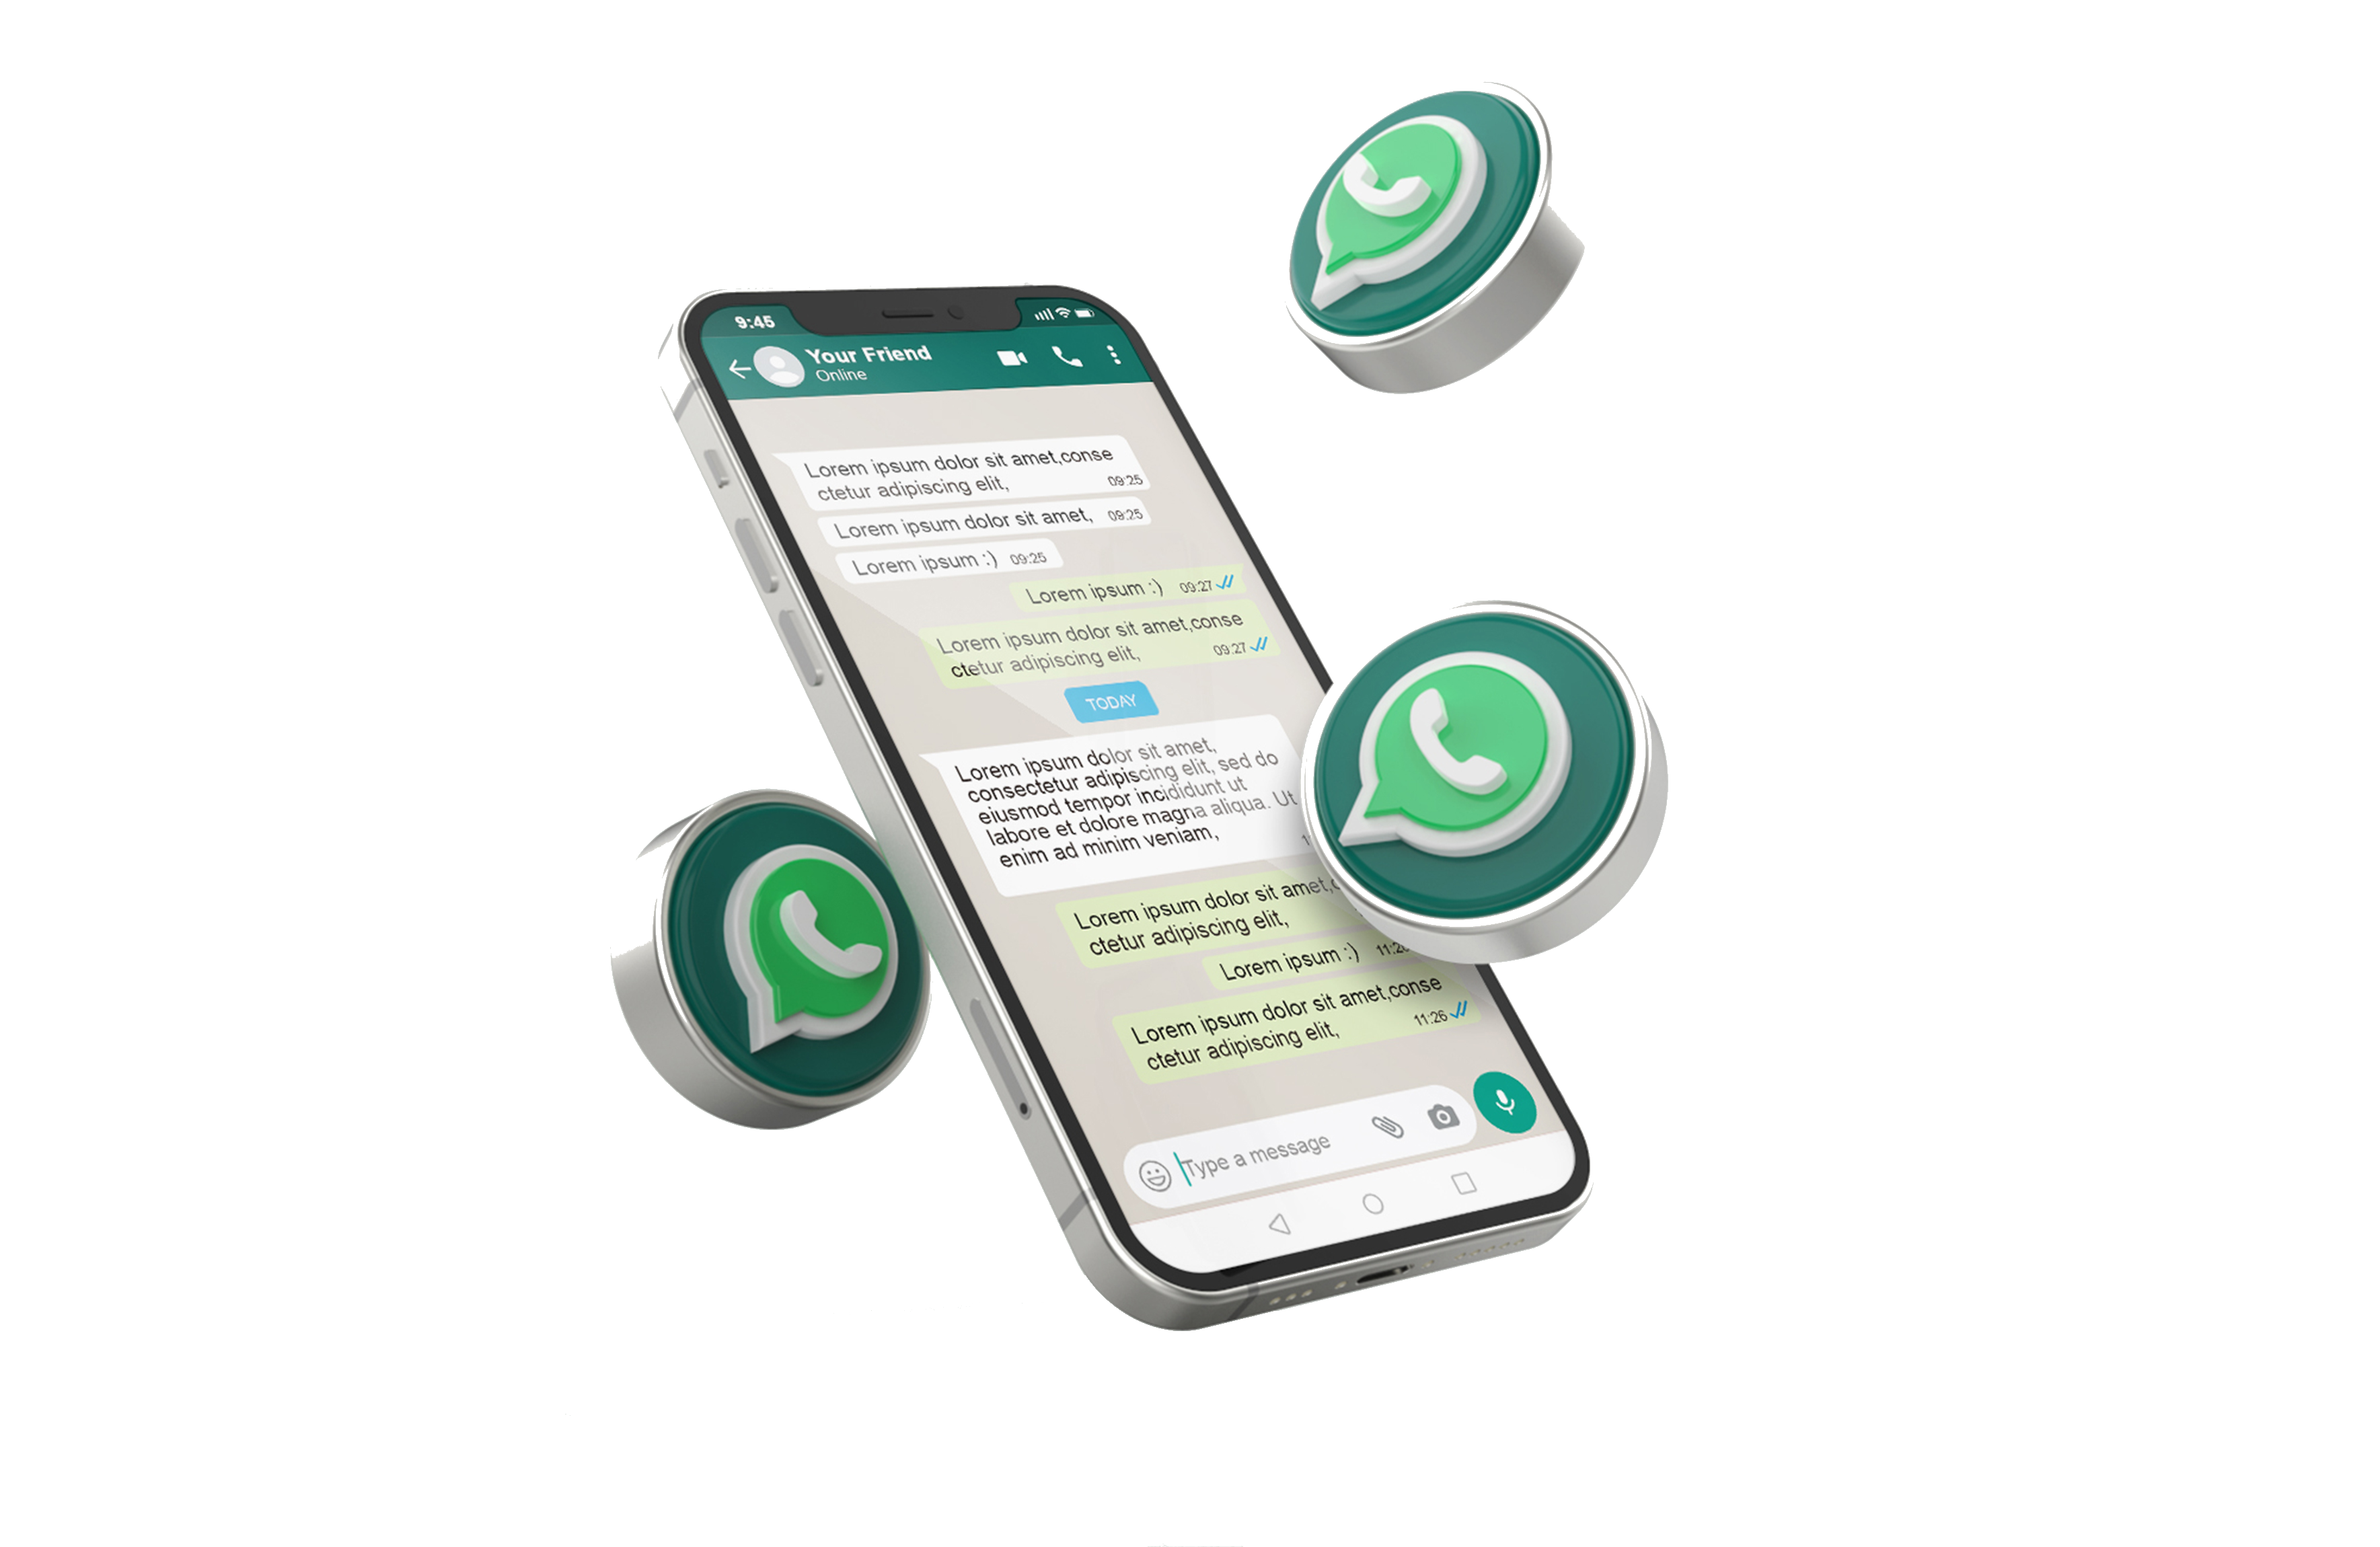 9:45
Your Friend
Online
Lorem ipsum dolor sit amet,conse
ctetur adipiscing elit,
09:25
Lorem ipsum dolor sit amet, 09:25
Lorem ipsum :) 09:25
Lorem ipsum :) 09:27
Lorem ipsum dolor sit amet,conse
ctetur adipiscing elit,
09:27
TODAY
Lorem ipsum dolor sit amet,
consectetur adipiscing elit, sed do
eiusmod tempor incididunt ut
labore et dolore magna aliqua. Ut
enim ad minim veniam,
Lorem ipsum dolor sit amet,
ctetur adipiscing elit,
Lorem ipsum :)
Lorem ipsum dolor sit amet,conse
ctetur adipiscing elit,
11:26
Type a message